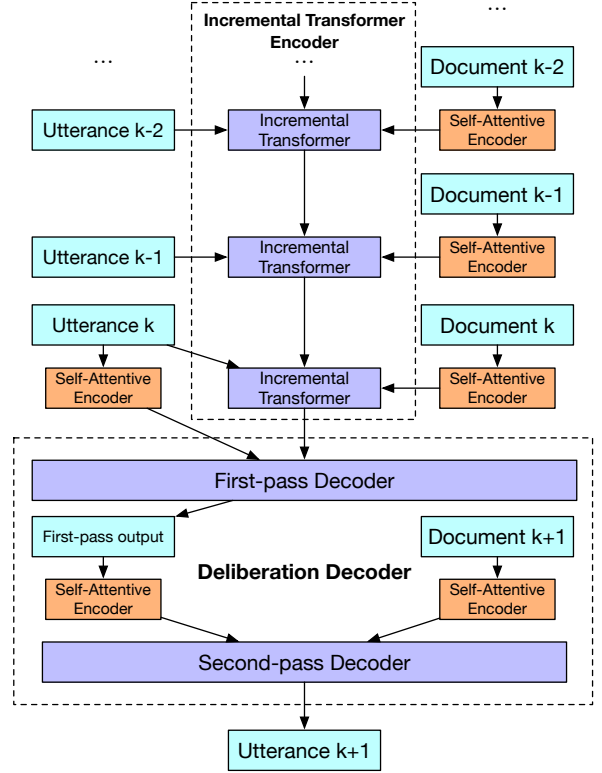 ...
Incremental Transformer
Encoder
...
...
Document k-2
Utterance k-2
Incremental
Transformer
Self-Attentive
Encoder
Document k-1
Utterance k-1
Incremental
Transformer
Self-Attentive
Encoder
Utterance k
Document k
Self-Attentive
Encoder
Incremental
Transformer
Self-Attentive
Encoder
First-pass Decoder
First-pass output
Document k+1
Deliberation Decoder
Self-Attentive
Encoder
Self-Attentive
Encoder
Second-pass Decoder
Utterance k+1